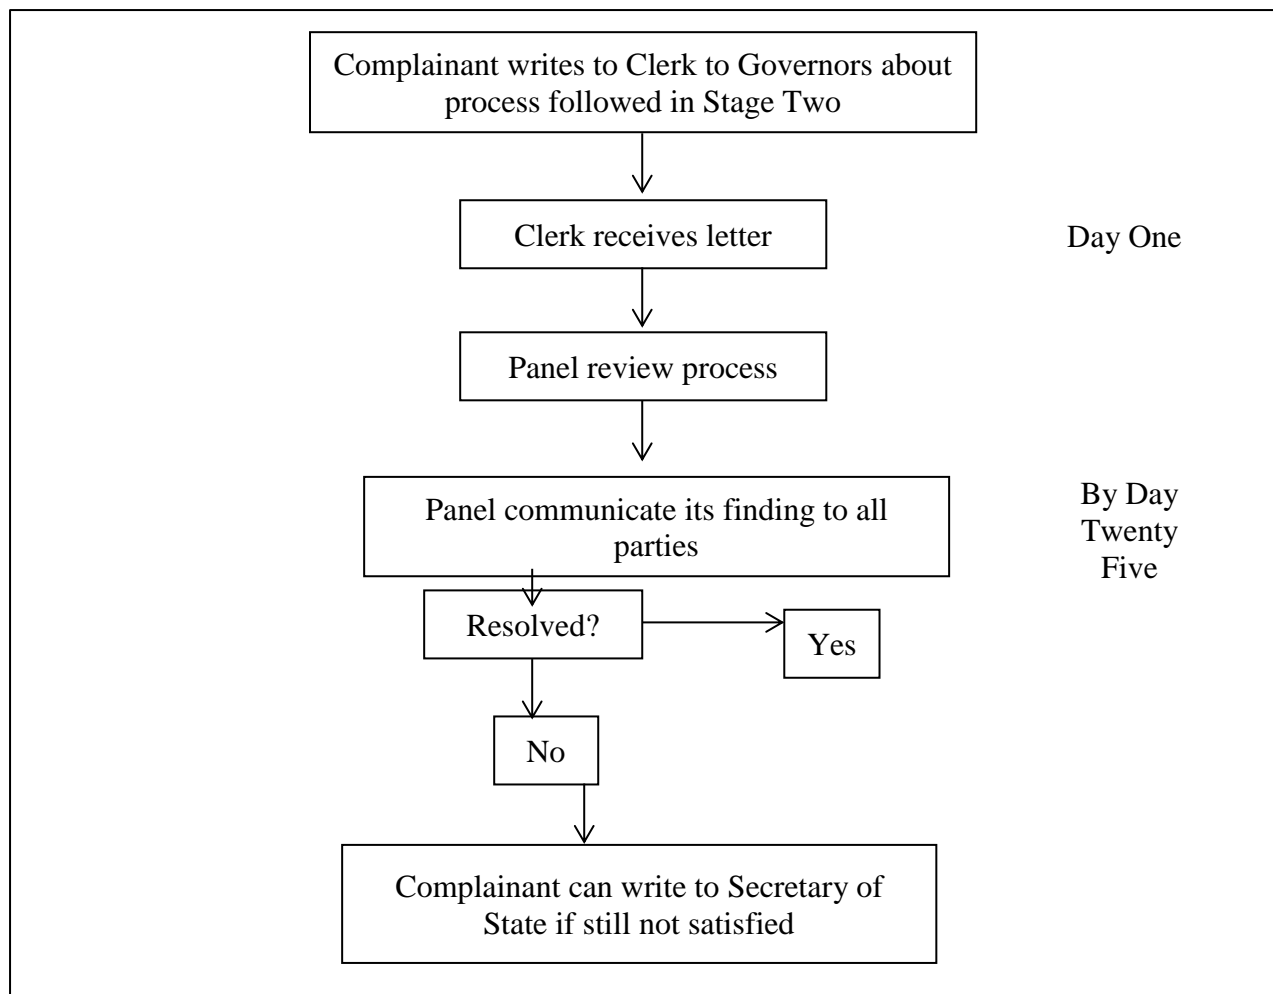 Complainant writes to Clerk to Governors about
process followed in Stage Two
Clerk receives letter
Day One
Panel review process
Panel communicate its finding to all
parties
By Day
Twenty
Five
Resolved?
Yes
No
Complainant can write to Secretary of
State if still not satisfied